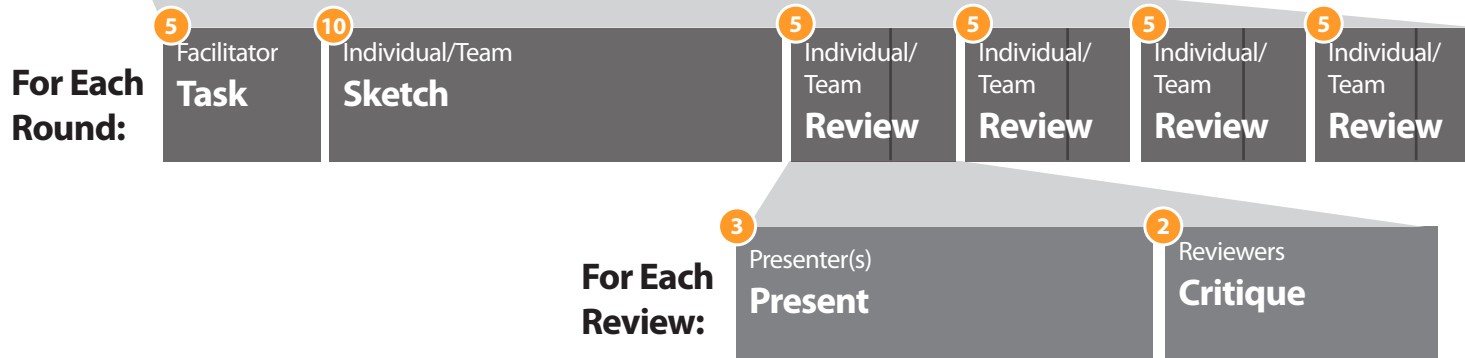 5
10
5
5
5
5
For Each
Round:
Facilitator
Task
Individual/Team
Sketch
Individual/
Team
Review
Individual/
Team
Review
Individual/
Team
Review
Individual/
Team
Review
3
2
For Each
Review:
Presenter(s)
Present
Reviewers
Critique